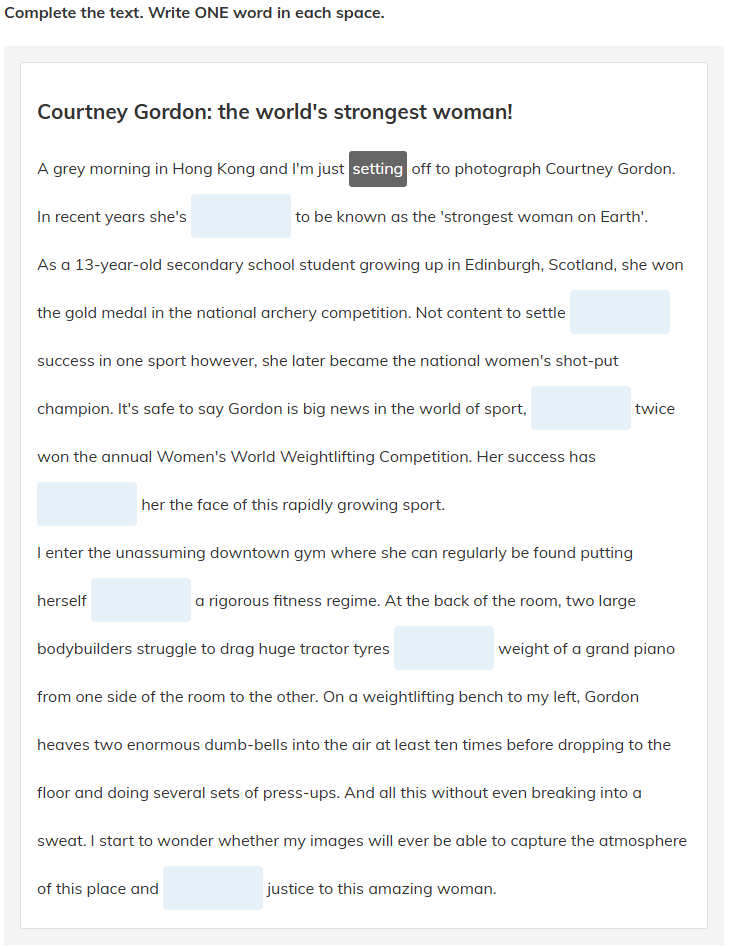 Complete the text. Write ONE word in each space.
Courtney Gordon: the world's strongest woman!
A grey morning in Hong Kong and I'm just setting off to photograph Courtney Gordon.
In recent years she's to be known as the 'strongest woman on Earth'.
As a 13-year-old secondary school student growing up in Edinburgh, Scotland, she won
the gold medal in the national archery competition. Not content to settle
success in one sport however, she later became the national women's shot-put
champion. It's safe to say Gordon is big news in the world of sport, twice
won the annual Women's World Weightlifting Competition. Her success has
her the face of this rapidly growing sport.
I enter the unassuming downtown gym where she can regularly be found putting
herself a rigorous fitness regime. At the back of the room, two large
bodybuilders struggle to drag huge tractor tyres weight of a grand piano
from one side of the room to the other. On a weightlifting bench to my left, Gordon
heaves two enormous dumb-bells into the air at least ten times before dropping to the
floor and doing several sets of press-ups. And all this without even breaking into a
sweat. I start to wonder whether my images will ever be able to capture the atmosphere
of this place and justice to this amazing woman.